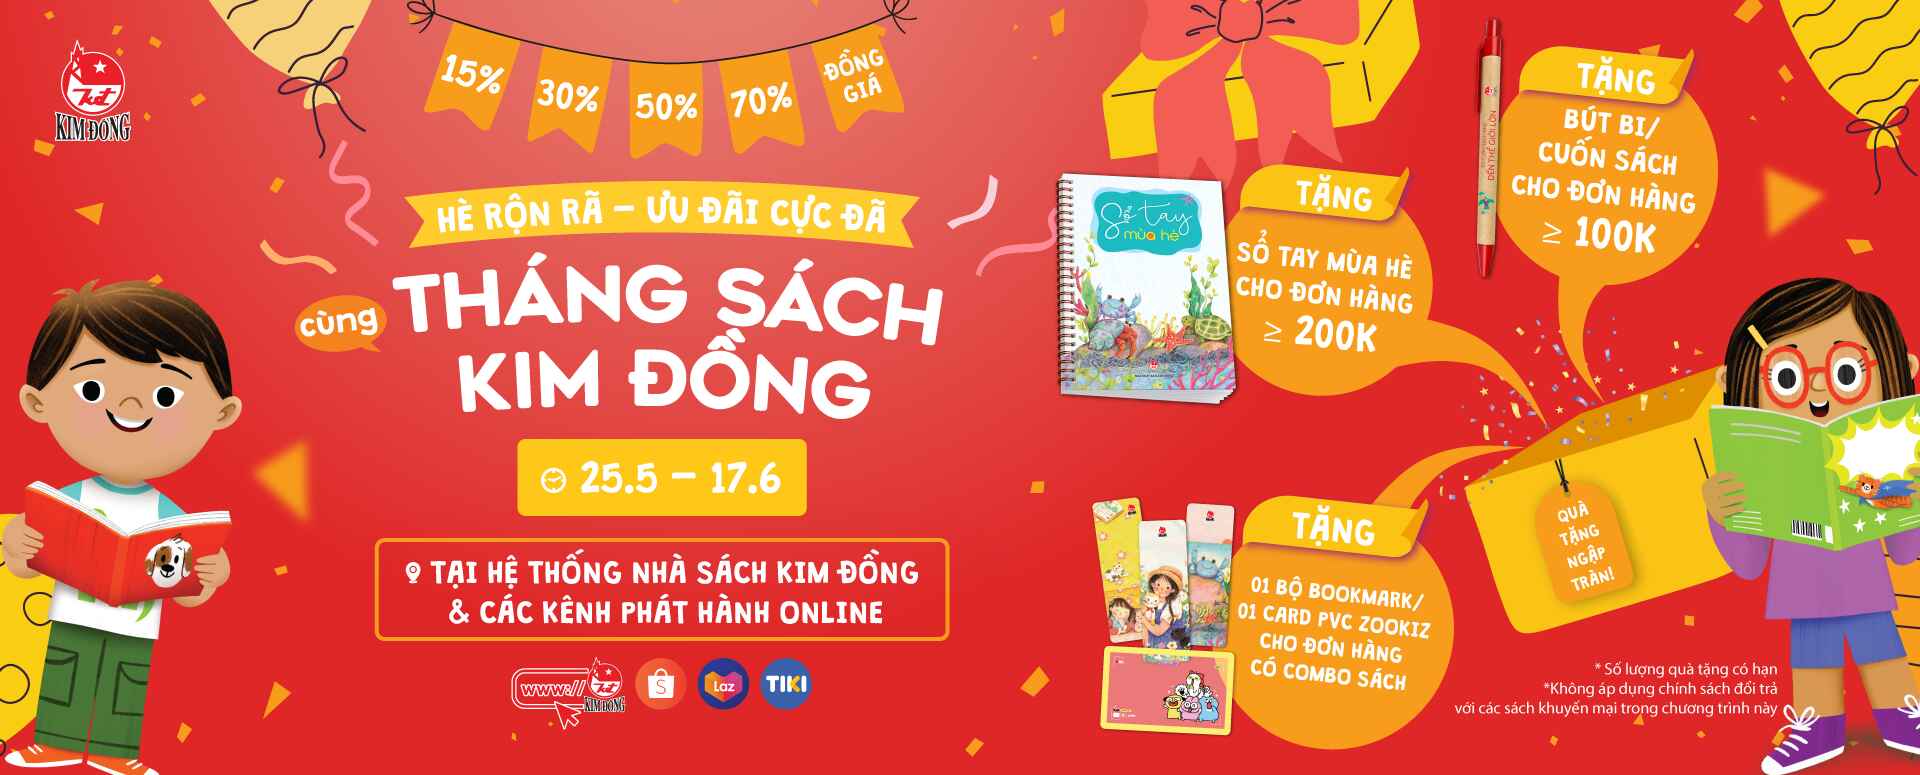 KIM ĐỒNG
15%
30%
50%
70%
ĐỒNG
GIÁ
HÈ RỘN RÃ – ƯU ĐÃI CỰC ĐÃ
cùng
THÁNG SÁCH
KIM ĐỒNG
25.5 – 17.6
TẠI HỆ THỐNG NHÀ SÁCH KIM ĐỒNG
& CÁC KÊNH PHÁT HÀNH ONLINE
www://
KIM ĐỒNG
S
Laz
TIKI
Sổ tay
mùa hè
TẶNG
SỔ TAY MÙA HÈ
CHO ĐƠN HÀNG
≥ 200K
ĐẾN THẾ GIỚI LỚN
TẶNG
BÚT BI/
CUỐN SÁCH
CHO ĐƠN HÀNG
≥ 100K
TẶNG
01 BỘ BOOKMARK/
01 CARD PVC ZOOKIZ
CHO ĐƠN HÀNG
CÓ COMBO SÁCH
QUÀ
TẶNG
NGẬP
TRÀN!
* Số lượng quà tặng có hạn
*Không áp dụng chính sách đổi trả
với các sách khuyến mại trong chương trình này